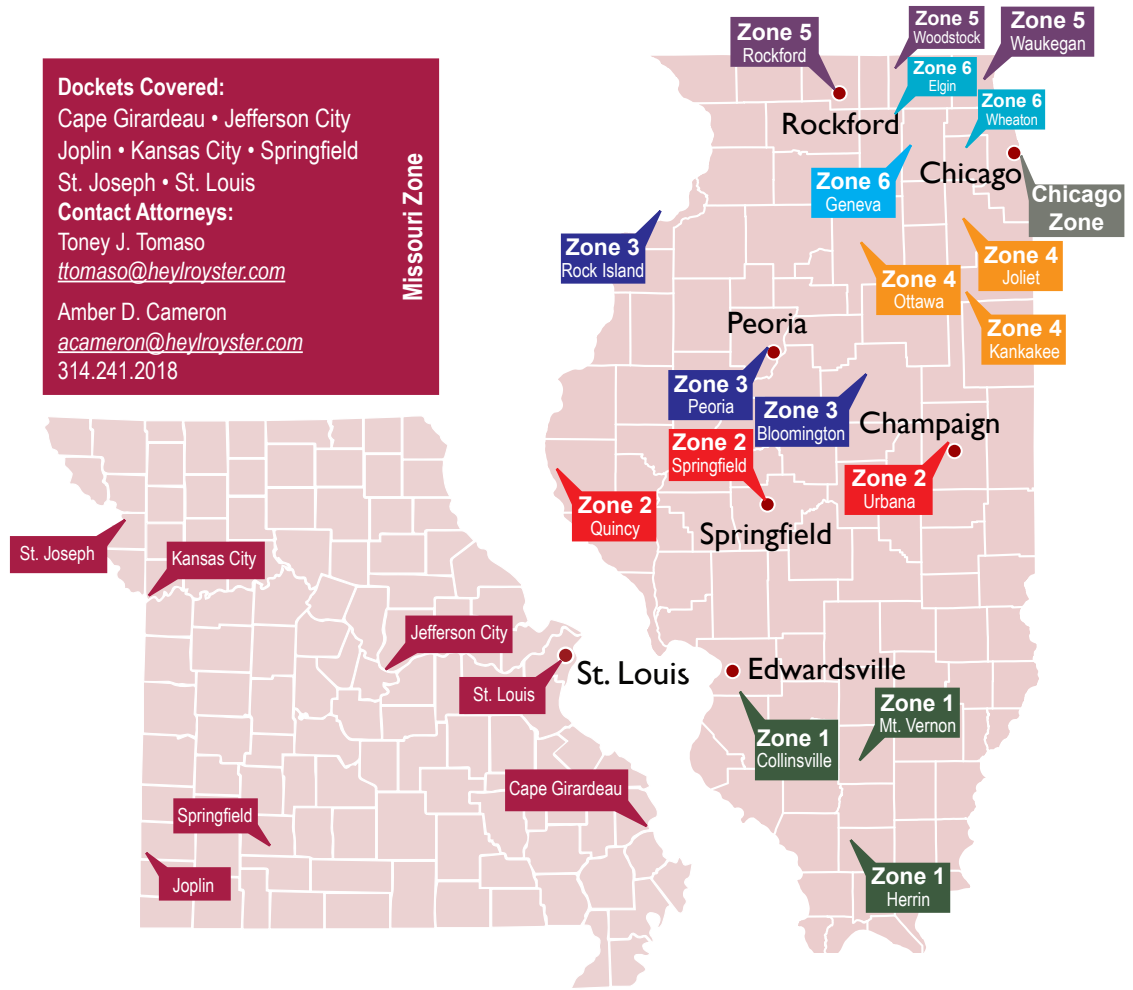 Dockets Covered:
Cape Girardeau • Jefferson City
Joplin • Kansas City • Springfield
St. Joseph • St. Louis
Contact Attorneys:
Toney J. Tomaso
ttomaso@heylroyster.com
Amber D. Cameron
acameron@heylroyster.com
314.241.2018
Missouri Zone
Zone 5
Rockford
Zone 5
Woodstock
Zone 5
Waukegan
Zone 6
Elgin
Zone 6
Wheaton
Rockford
Chicago
Zone 6
Geneva
Chicago
Zone
Zone 3
Rock Island
Zone 4
Joliet
Zone 4
Ottawa
Zone 4
Kankakee
Peoria
Zone 3
Peoria
Zone 3
Bloomington
Champaign
Zone 2
Springfield
Zone 2
Urbana
Zone 2
Quincy
Springfield
St. Joseph
Kansas City
Jefferson City
St. Louis
St. Louis
Edwardsville
Zone 1
Mt. Vernon
Zone 1
Collinsville
Cape Girardeau
Springfield
Joplin
Zone 1
Herrin